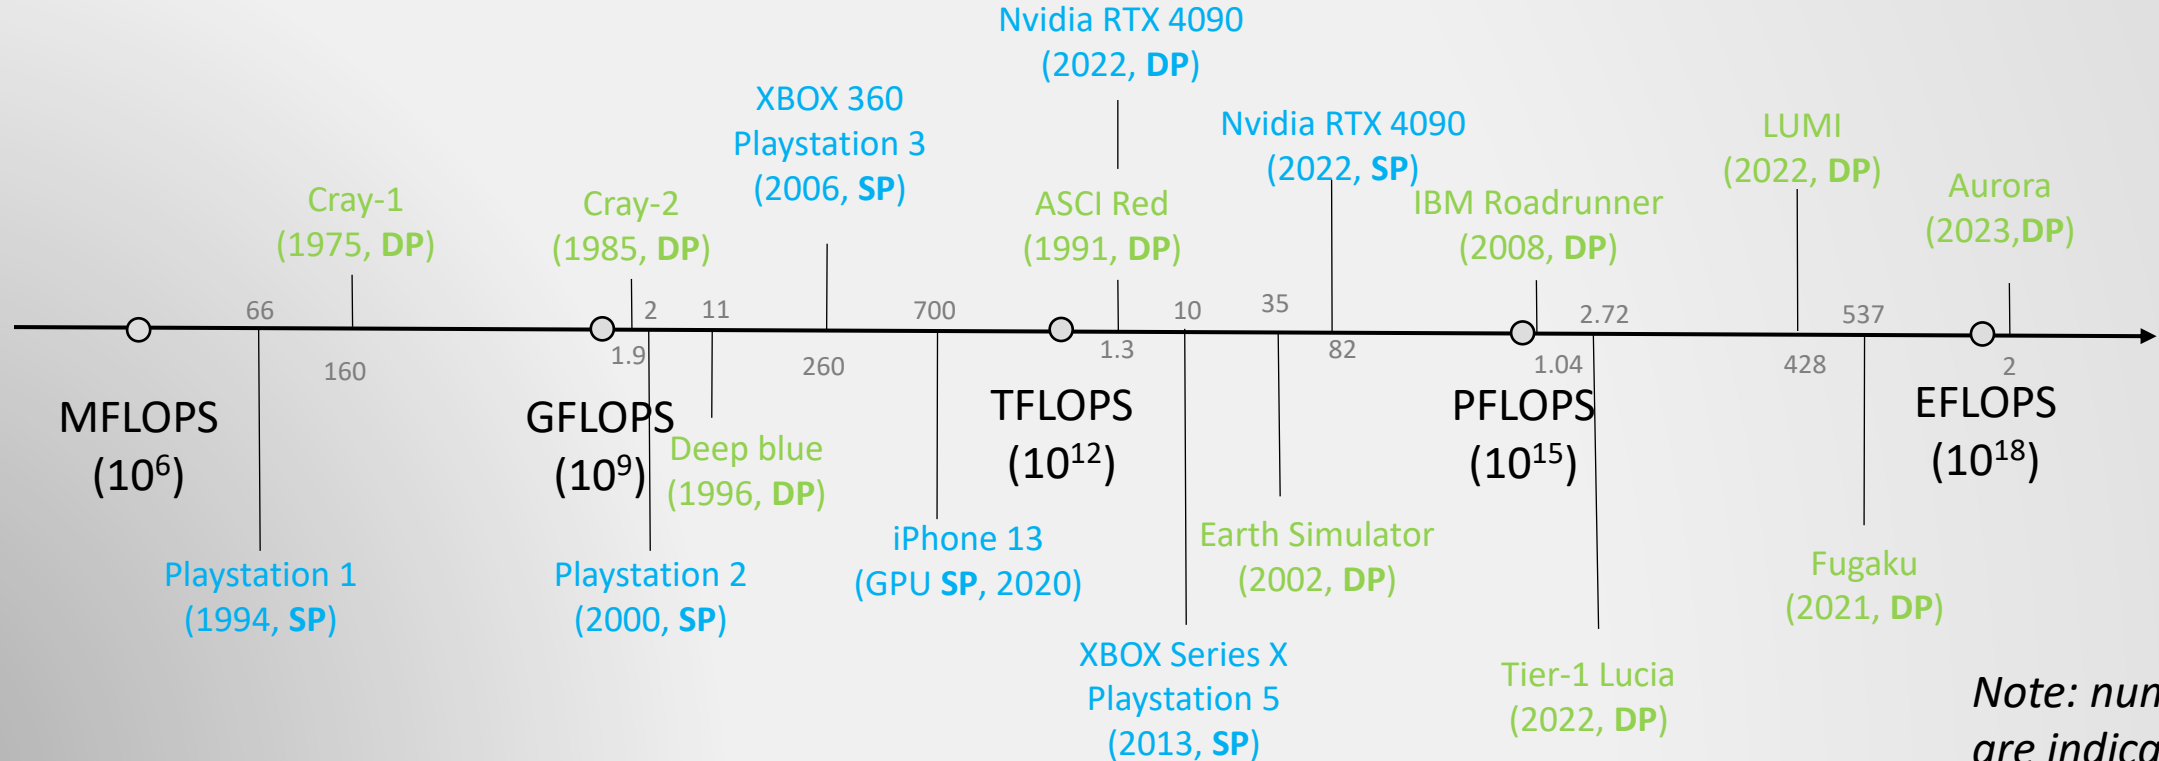 Nvidia RTX 4090
(2022, DP)
XBOX 360
Playstation 3
(2006, SP)
Nvidia RTX 4090
(2022, SP)
LUMI
(2022, DP)
Cray-1
(1975, DP)
Cray-2
(1985, DP)
ASCI Red
(1991, DP)
IBM Roadrunner
(2008, DP)
Aurora
(2023,DP)
66
2
11
700
10
35
2.72
537
160
1.9
260
1.3
82
1.04
428
2
MFLOPS
(10⁶)
GFLOPS
(10⁹)
TFLOPS
(10¹²)
PFLOPS
(10¹⁵)
EFLOPS
(10¹⁸)
Deep blue
(1996, DP)
Playstation 1
(1994, SP)
Playstation 2
(2000, SP)
iPhone 13
(GPU SP, 2020)
Earth Simulator
(2002, DP)
Fugaku
(2021, DP)
XBOX Series X
Playstation 5
(2013, SP)
Tier-1 Lucia
(2022, DP)
Note:
are